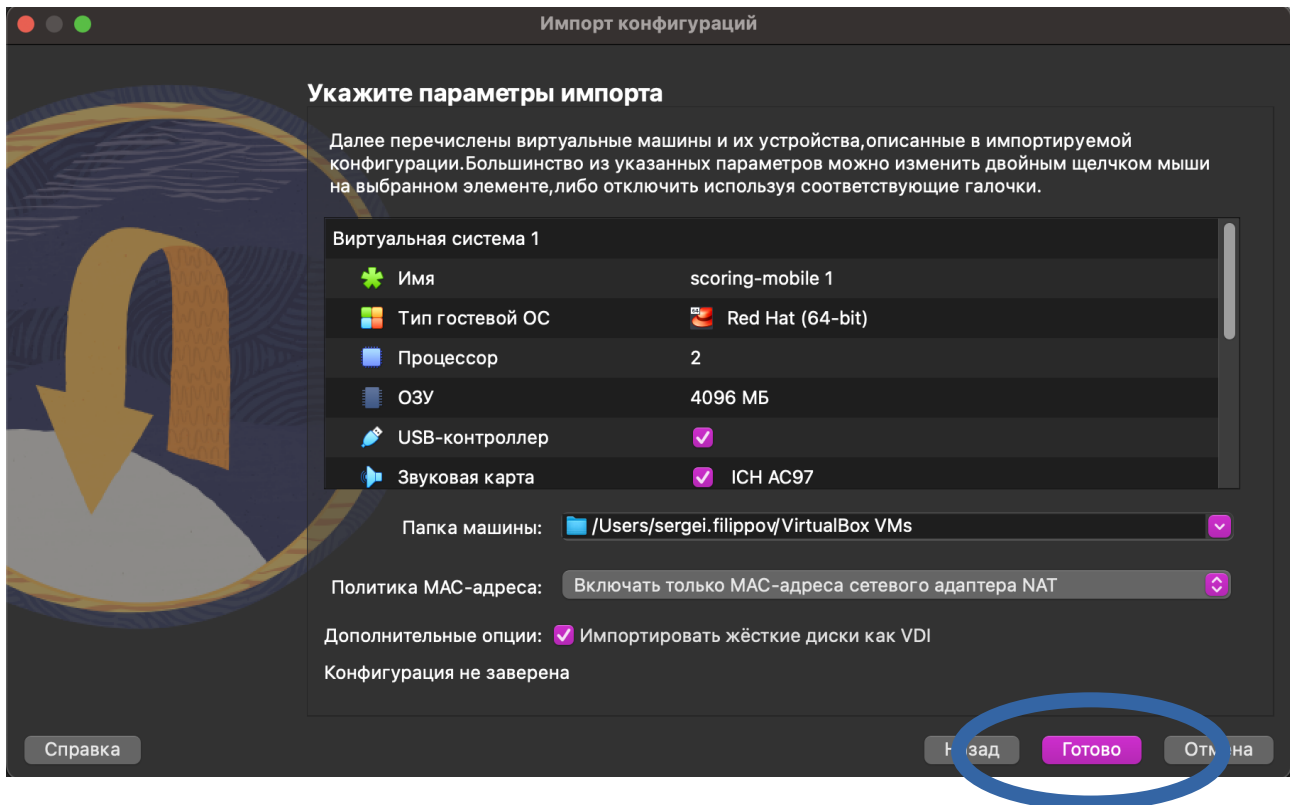 Импорт конфигураций
Укажите параметры импорта
Далее перечислены виртуальные машины и их устройства,описанные в импортируемой
конфигурации.Большинство из указанных параметров можно изменить двойным щелчком мыши
на выбранном элементе,либо отключить используя соответствующие галочки.
Виртуальная система 1
Имя scoring-mobile 1
Тип гостевой ОС 64 Red Hat (64-bit)
Процессор 2
ОЗУ 4096 МБ
USB-контроллер
Звуковая карта ICH AC97
Папка машины: /Users/sergei.filippov/VirtualBox VMs
Политика MAC-адреса: Включать только MAC-адреса сетевого адаптера NAT
Дополнительные опции: Импортировать жёсткие диски как VDI
Конфигурация не заверена
Справка Назад Готово Отмена